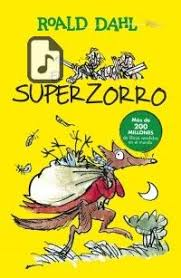 ROALD DAHL
SUPERZORRO
Más de
200
MILLONES
de libros vendidos
en el mundo